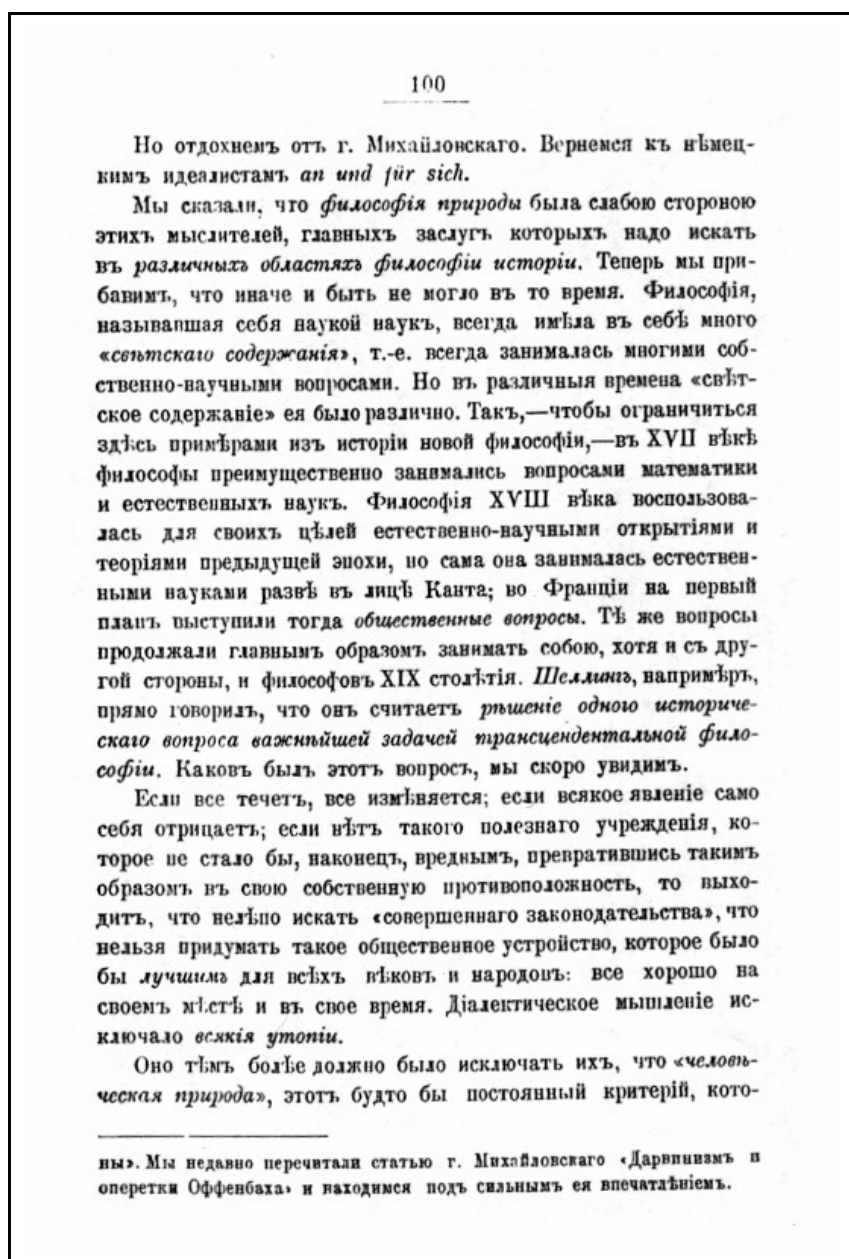 100
Но отдохнемъ отъ г. Михайловскаго. Вернемся къ нѣмец-
кимъ идеалистамъ an und für sich.
Мы сказали, что философія природы была слабою стороною
этихъ мыслителей, главныхъ заслугъ которыхъ надо искать
въ различныхъ областяхъ философіи исторіи. Теперь мы при-
бавимъ, что иначе и быть не могло въ то время. Философія,
называвшая себя наукой наукъ, всегда имѣла въ себѣ много
«свѣтскаго содержанія», т.-е. всегда занималась многими соб-
ственно-научными вопросами. Но въ различныя времена «свѣт-
ское содержаніе» ея было различно. Такъ,—чтобы ограничиться
здѣсь примѣрами изъ исторіи новой философіи,—въ XVII вѣкѣ
философы преимущественно занимались вопросами математики
и естественныхъ наукъ. Философія XVIII вѣка воспользова-
лась для своихъ цѣлей естественно-научными открытіями и
теоріями предыдущей эпохи, но сама она занималась естествен-
ными науками развѣ въ лицѣ Канта; во Франціи на первый
планъ выступили тогда общественные вопросы. Тѣ же вопросы
продолжали главнымъ образомъ занимать собою, хотя и съ дру-
гой стороны, и философовъ XIX столѣтія. Шеллингъ, напримѣръ,
прямо говорилъ, что онъ считаетъ рѣшеніе одного историче-
скаго вопроса важнѣйшей задачей трансцендентальной фило-
софіи. Каковъ былъ этотъ вопросъ, мы скоро увидимъ.
Если все течетъ, все измѣняется; если всякое явленіе само
себя отрицаетъ; если нѣтъ такого полезнаго учрежденія, ко-
торое не стало бы, наконецъ, вреднымъ, превратившись такимъ
образомъ въ свою собственную противоположность, то выхо-
дитъ, что нелѣпо искать «совершеннаго законодательства», что
нельзя придумать такое общественное устройство, которое было
бы лучшимъ для всѣхъ вѣковъ и народовъ: все хорошо на
своемъ мѣстѣ и въ свое время. Діалектическое мышленіе ис-
ключало всякія утопіи.
Оно тѣмъ болѣе должно было исключать ихъ, что «человѣ-
ческая природа», этотъ будто бы постоянный критерій, кото-
ны». Мы недавно перечитали статью г. Михайловскаго «Дарвинизмъ и
оперетки Оффенбаха» и находимся подъ сильнымъ ея впечатлѣніемъ.